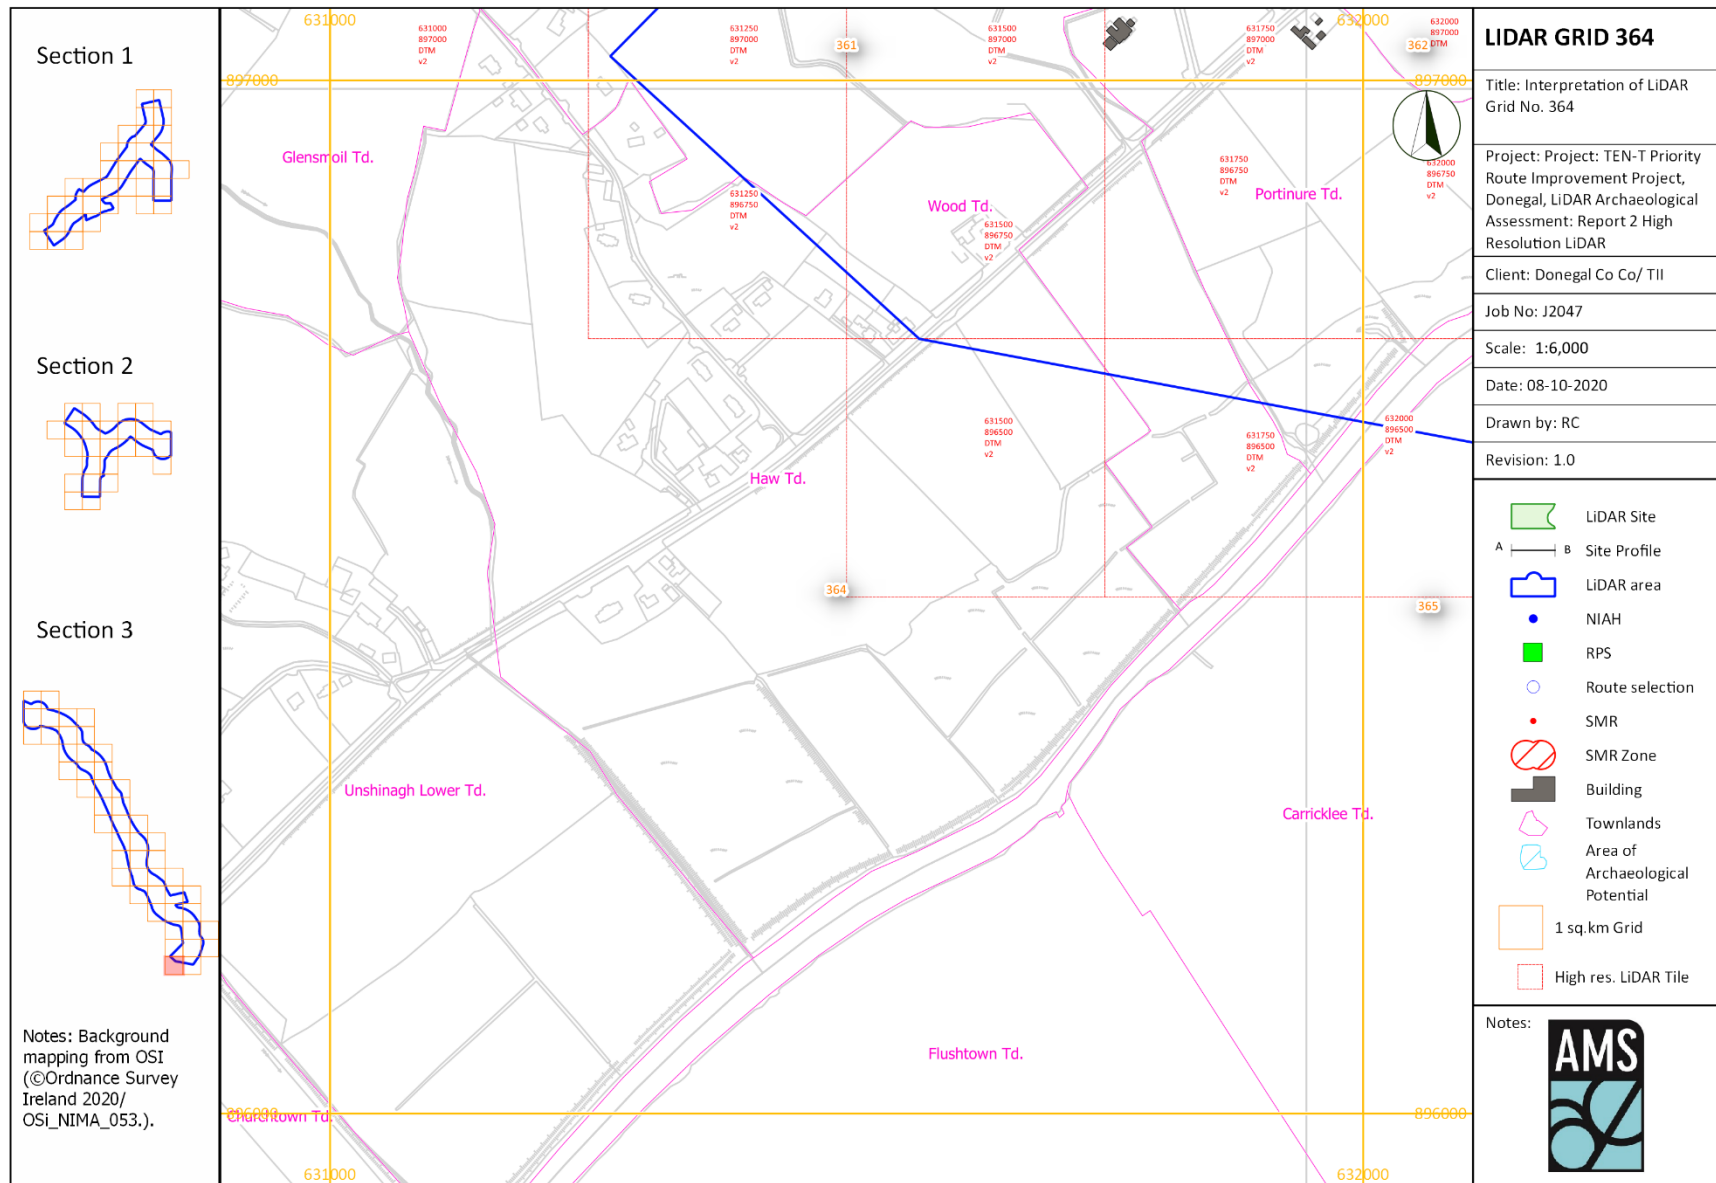 Section 1
Section 2
Section 3
Notes: Background
mapping from OSI
(©Ordnance Survey
Ireland 2020/
OSi_NIMA_053.).
631000
632000
897000
897000
631000
897000
DTM
v2
631250
897000
DTM
v2
361
631500
897000
DTM
v2
631750
897000
DTM
v2
362
632000
897000
DTM
Glensmoil Td.
631250
896750
DTM
v2
Wood Td.
631500
896750
DTM
v2
631750
896750
DTM
v2
Portinure Td.
632000
896750
DTM
v2
631500
896500
DTM
v2
631750
896500
DTM
v2
632000
896500
DTM
v2
Haw Td.
364
365
Unshinagh Lower Td.
Carricklee Td.
Flushtown Td.
Churchtown Td.
896000
896000
631000
632000
LIDAR GRID 364
Title: Interpretation of LiDAR
Grid No. 364
Project: Project: TEN-T Priority
Route Improvement Project,
Donegal, LiDAR Archaeological
Assessment: Report 2 High
Resolution LiDAR
Client: Donegal Co Co/ TII
Job No: J2047
Scale: 1:6,000
Date: 08-10-2020
Drawn by: RC
Revision: 1.0
LiDAR Site
A B Site Profile
LiDAR area
NIAH
RPS
Route selection
SMR
SMR Zone
Building
Townlands
Area of
Archaeological
Potential
1 sq.km Grid
High res. LiDAR Tile
Notes:
AMS